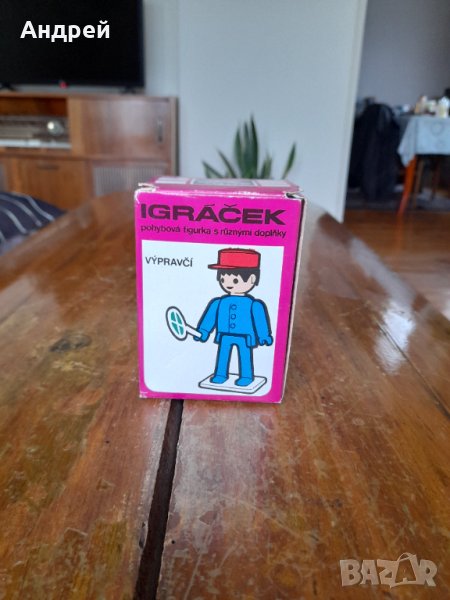 Андрей
IGRÁČEK
pohybová figurka s různými doplňky
VÝPRAVČÍ
BAZAR